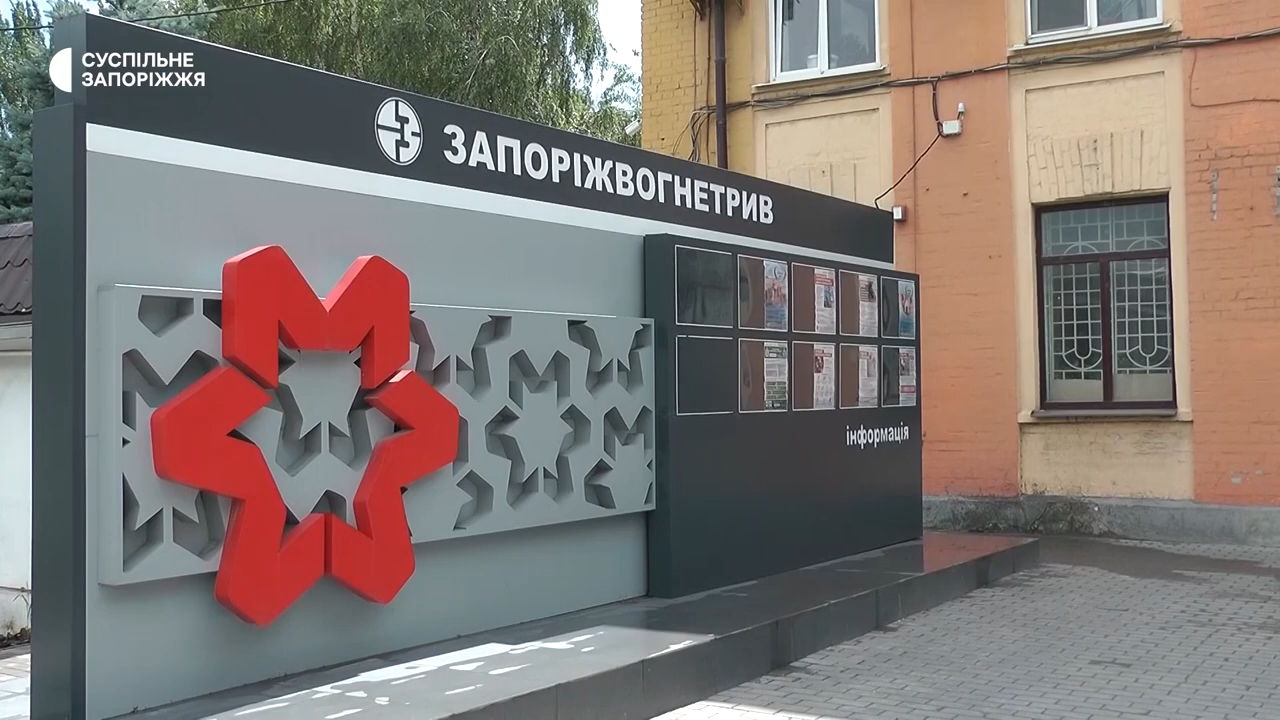 СУСПІЛЬНЕ
ЗАПОРІЖЖЯ
ЗАПОРІЖВОГНЕТРИВ
інформація